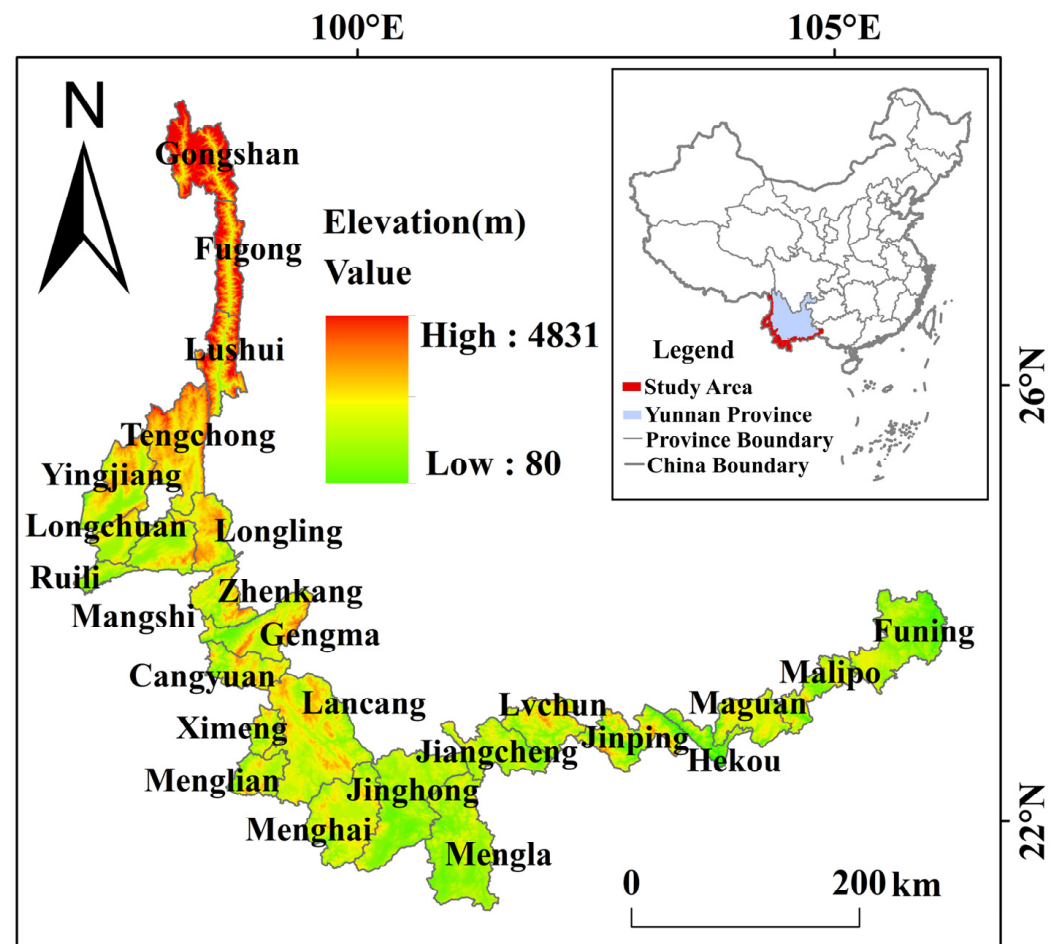 100°E
105°E
N
Gongshan
Fugong
Elevation(m)
Value
High : 4831
Low : 80
Lushui
Tengchong
Yingjiang
Longchuan
Longling
Ruili
Zhenkang
Mangshi
Gengma
Cangyuan
Lancang
Ximeng
Menglian
Jinghong
Menghai
Mengla
Jiangcheng
Lvchun
Jinping
Hekou
Maguan
Malipo
Funing
Legend
Study Area
Yunnan Province
Province Boundary
China Boundary
26°N
22°N
0
200 km